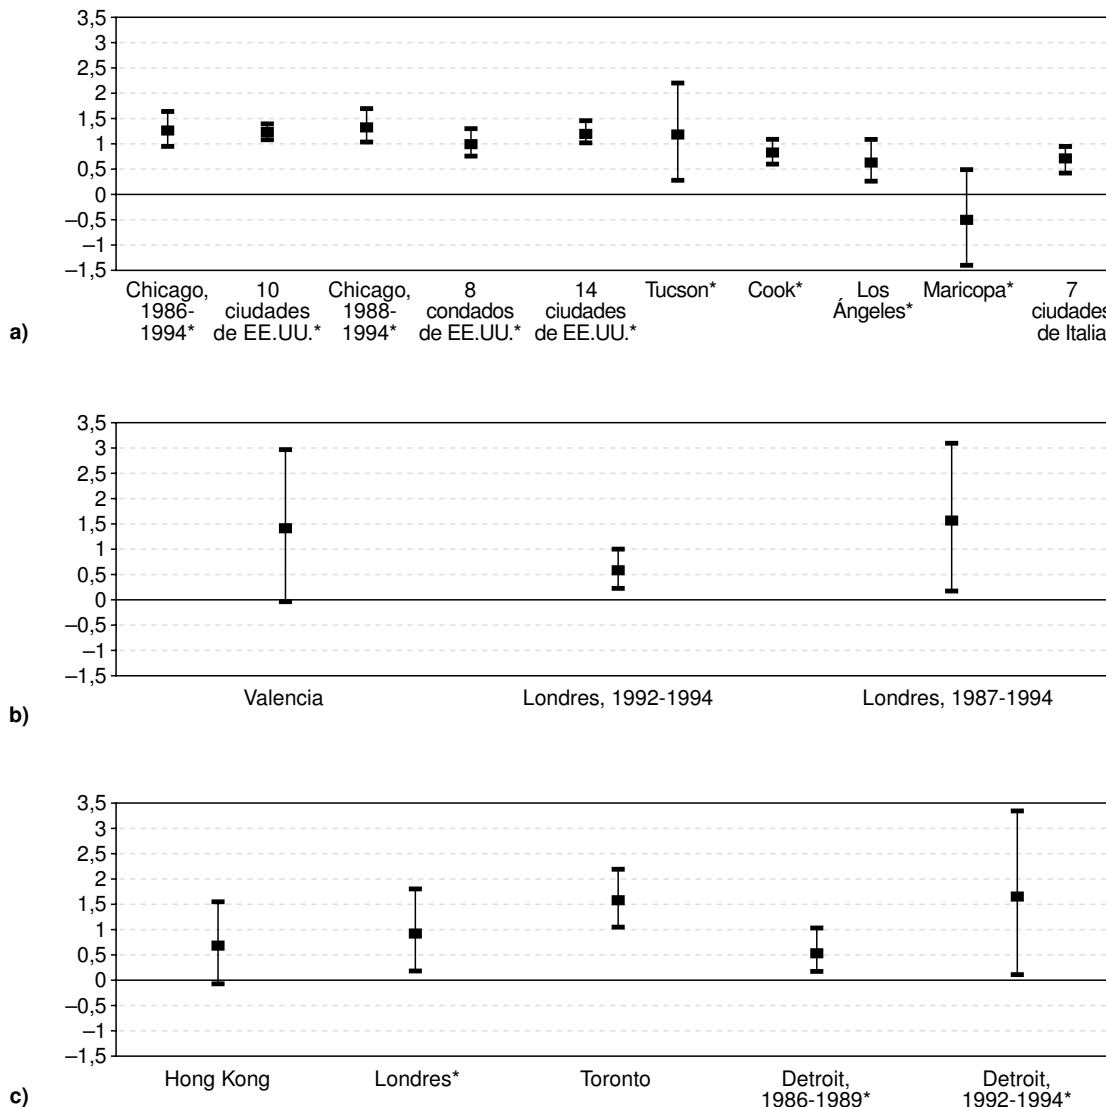 3,5
3
2,5
2
1,5
1
0,5
0
–0,5
–1
–1,5
Chicago, 1986- 1994*
10 ciudades de EE.UU.*
Chicago, 1988- 1994*
8 condados de EE.UU.*
14 ciudades de EE.UU.*
Tucson*
Cook*
Los Ángeles*
Maricopa*
7 ciudades de Italia
a)
3,5
3
2,5
2
1,5
1
0,5
0
–0,5
–1
–1,5
Valencia
Londres, 1992-1994
Londres, 1987-1994
b)
3,5
3
2,5
2
1,5
1
0,5
0
–0,5
–1
–1,5
Hong Kong
Londres*
Toronto
Detroit, 1986-1989*
Detroit, 1992-1994*
c)